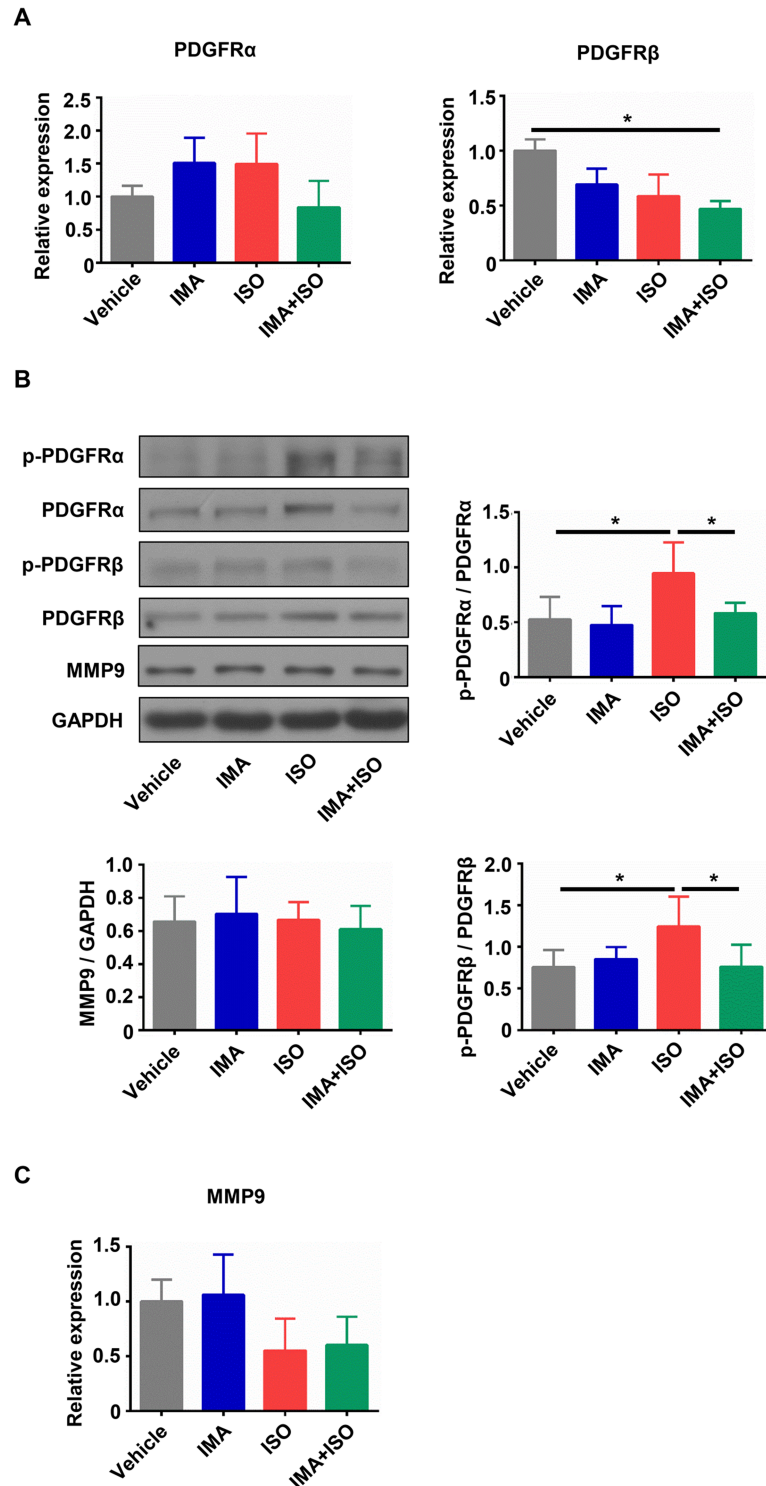 A
PDGFRα
Relative expression
2.5
2.0
1.5
1.0
0.5
0
Vehicle
IMA
ISO
IMA+ISO
PDGFRβ
Relative expression
1.5
1.0
0.5
0
*
Vehicle
IMA
ISO
IMA+ISO
B
p-PDGFRα
PDGFRα
p-PDGFRβ
PDGFRβ
MMP9
GAPDH
Vehicle
IMA
ISO
IMA+ISO
p-PDGFRα / PDGFRα
1.5
1.0
0.5
0
*
*
Vehicle
IMA
ISO
IMA+ISO
MMP9 / GAPDH
1.0
0.8
0.6
0.4
0.2
0
Vehicle
IMA
ISO
IMA+ISO
p-PDGFRβ / PDGFRβ
2.0
1.5
1.0
0.5
0
*
*
Vehicle
IMA
ISO
IMA+ISO
C
MMP9
Relative expression
1.5
1.0
0.5
0
Vehicle
IMA
ISO
IMA+ISO